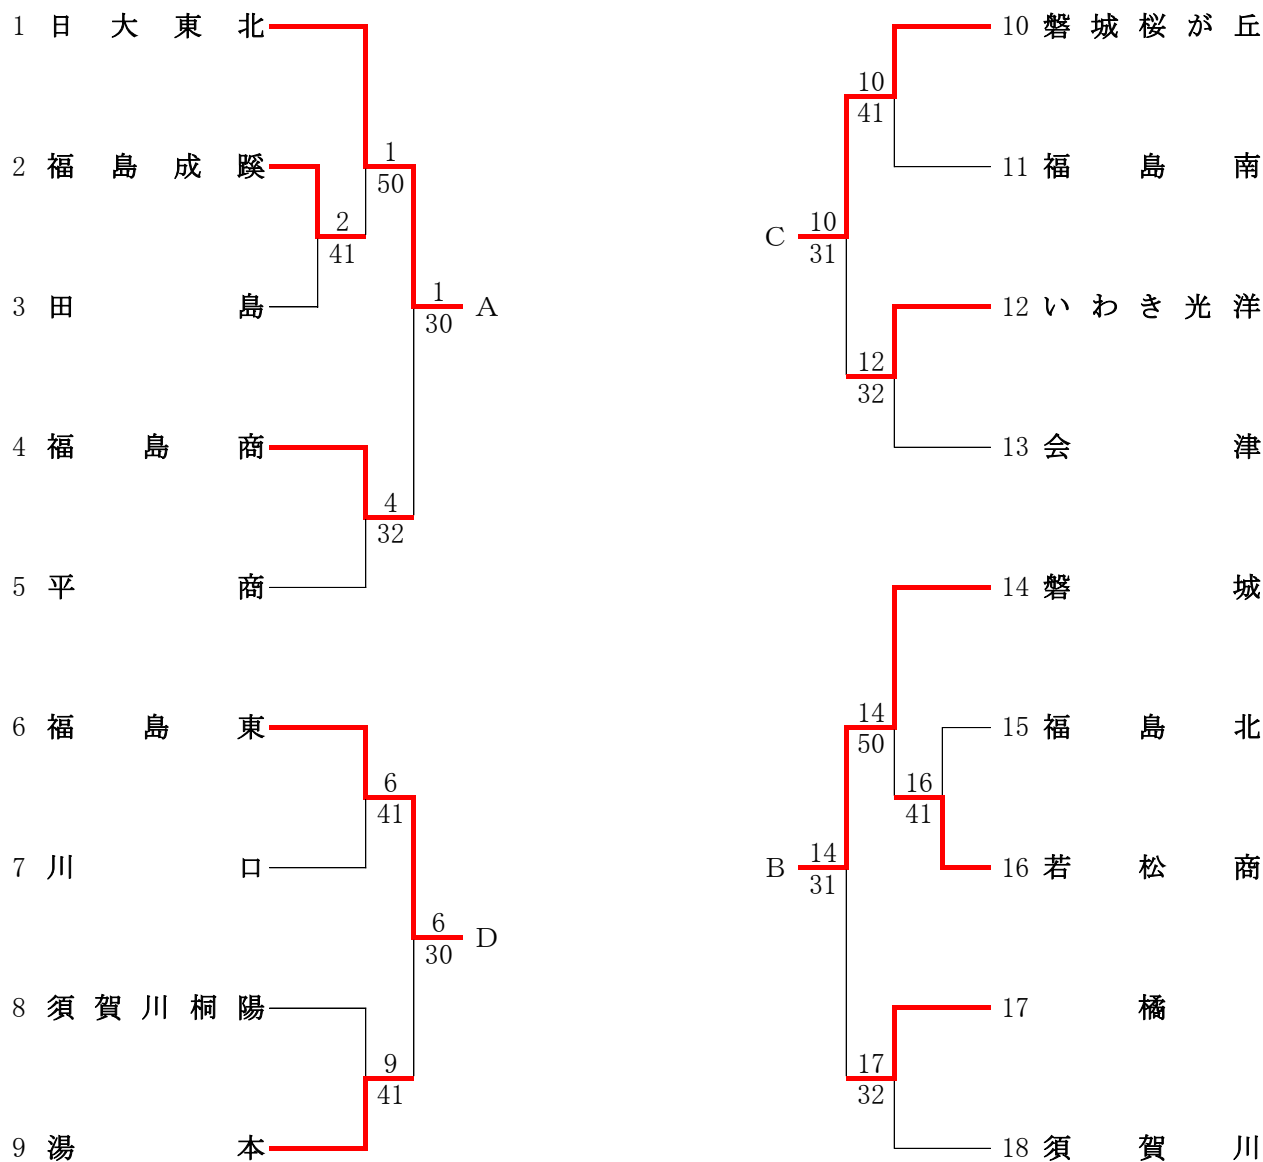 1 日大東北
2 福島成蹊
3 田島
4 福島商
5 平商
6 福島東
7 川口
8 須賀川桐陽
9 湯本
1
50
2
41
1
30
A
4
32
6
41
6
30
D
9
41
10 磐城桜が丘
11 福島南
12 いわき光洋
13 会津
14 磐城
15 福島北
16 若松商
17 橘
18 須賀川
10
41
C
10
31
12
32
14
50
16
41
B
14
31
17
32